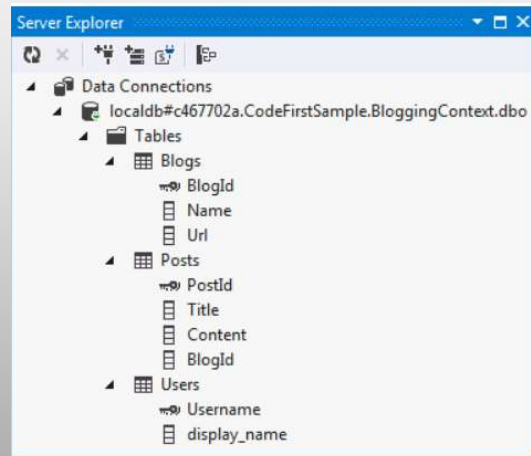 Server Explorer
Data Connections
localdb#c467702a.CodeFirstSample.BloggingContext.dbo
Tables
Blogs
BlogId
Name
Url
Posts
PostId
Title
Content
BlogId
Users
Username
display_name